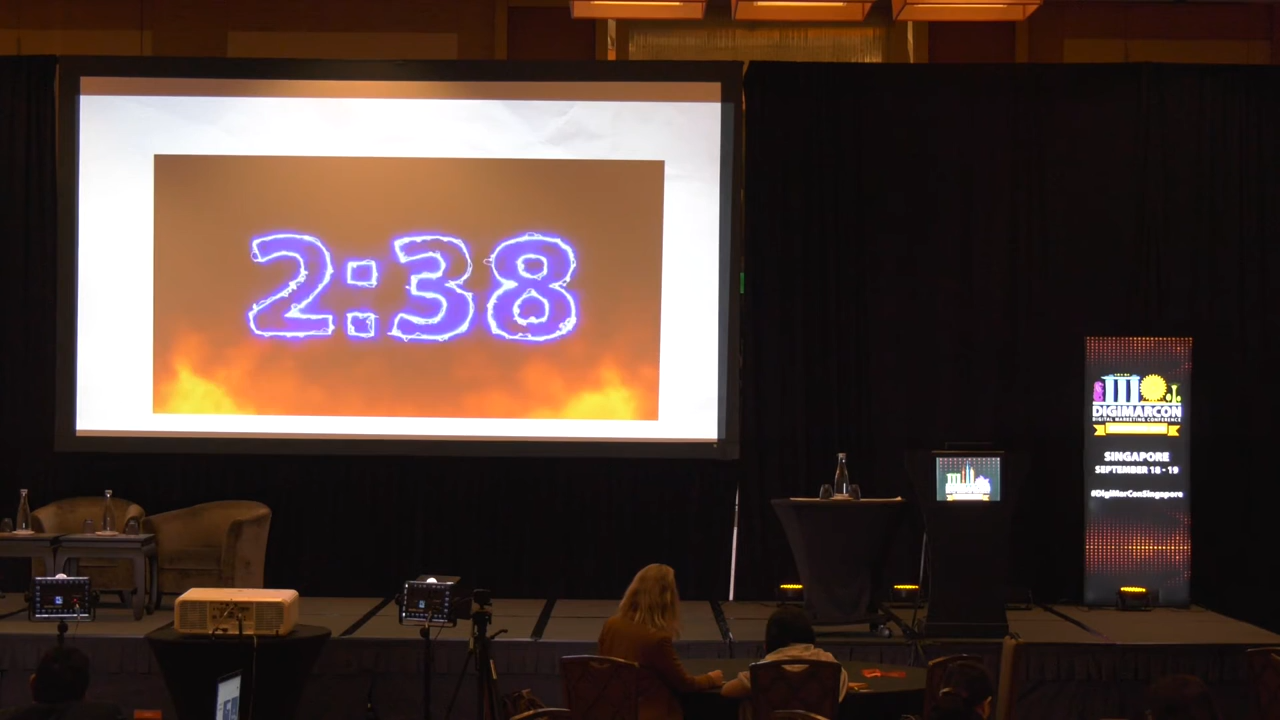 2:38
DIGIMARCON
DIGITAL MARKETING CONFERENCE
SINGAPORE
SEPTEMBER 18 - 19
#DigiMarConSingapore